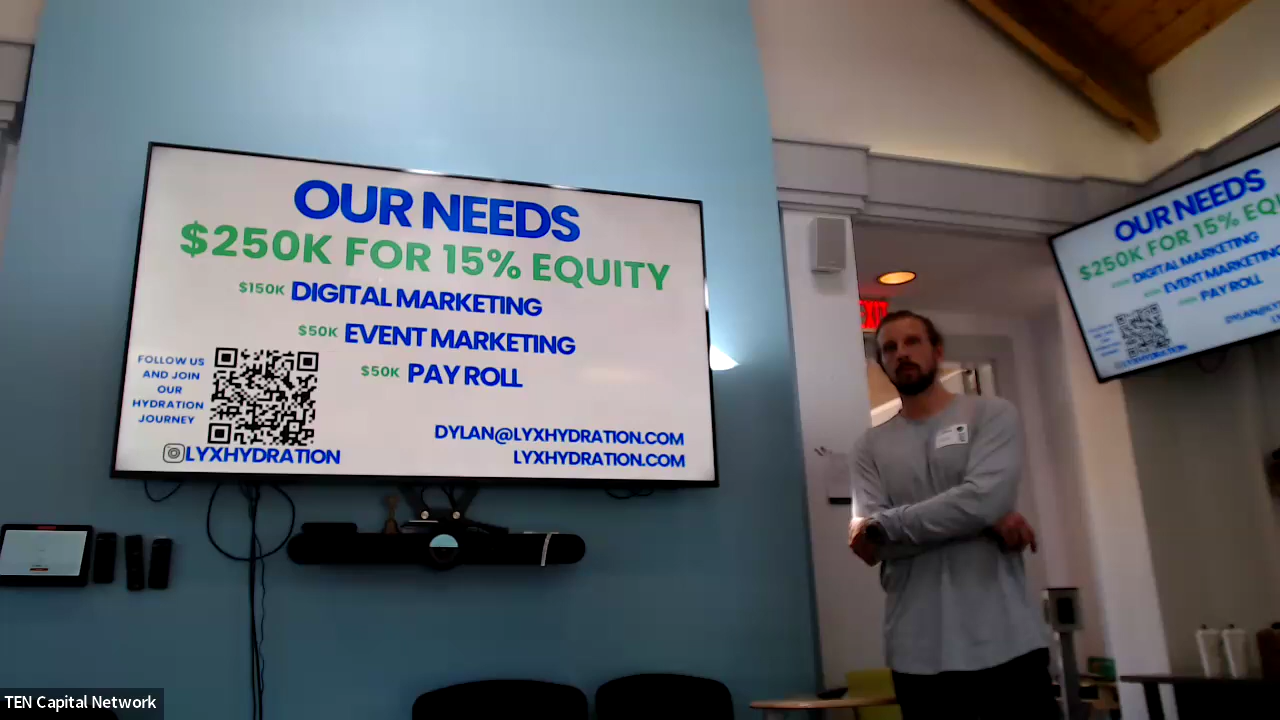 OUR NEEDS
$250K FOR 15% EQUITY
$150K DIGITAL MARKETING
$50K EVENT MARKETING
$50K PAY ROLL
FOLLOW US
AND JOIN
OUR
HYDRATION
JOURNEY
LYXHYDRATION
DYLAN@LYXHYDRATION.COM
LYXHYDRATION.COM
EXIT
OUR NEEDS
$250K FOR 15% EQU
DIGITAL MARKETING
EVENT MARKETING
PAY ROLL
LYXHYDRATION
TEN Capital Network